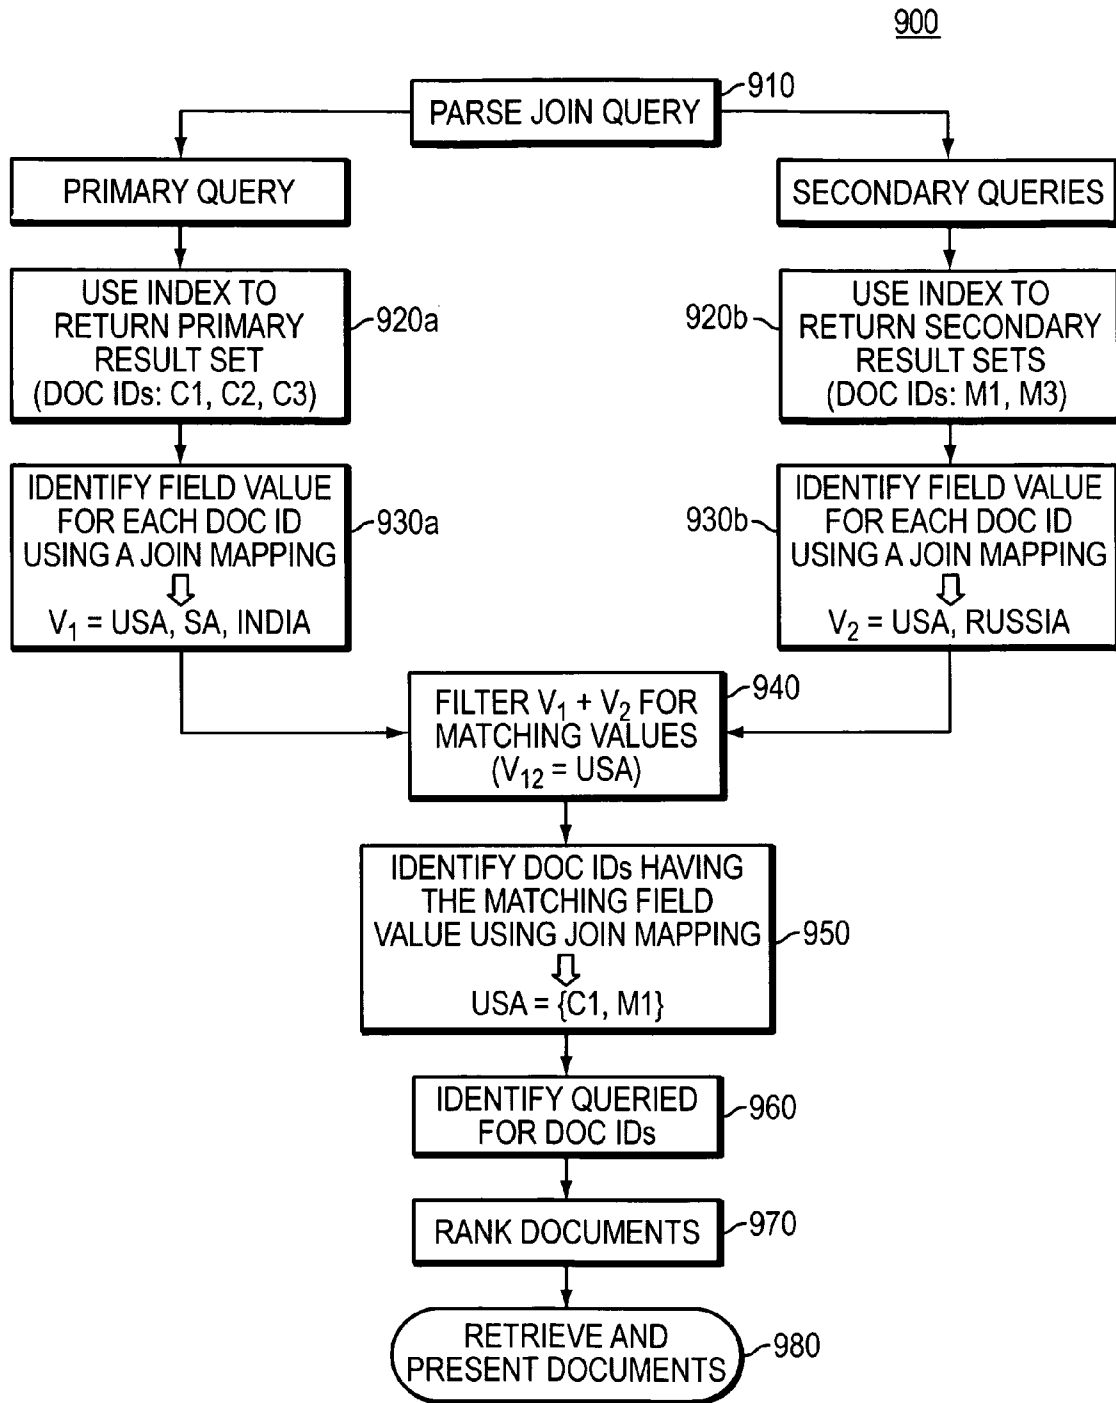 900
PARSE JOIN QUERY
910
PRIMARY QUERY
SECONDARY QUERIES
USE INDEX TO
RETURN PRIMARY
RESULT SET
(DOC IDs: C1, C2, C3)
920a
920b
USE INDEX TO
RETURN SECONDARY
RESULT SETS
(DOC IDs: M1, M3)
IDENTIFY FIELD VALUE
FOR EACH DOC ID
USING A JOIN MAPPING
V1 = USA, SA, INDIA
930a
930b
IDENTIFY FIELD VALUE
FOR EACH DOC ID
USING A JOIN MAPPING
V2 = USA, RUSSIA
FILTER V1 + V2 FOR
MATCHING VALUES
(V12 = USA)
940
IDENTIFY DOC IDs HAVING
THE MATCHING FIELD
VALUE USING JOIN MAPPING
USA = {C1, M1}
950
IDENTIFY QUERIED
FOR DOC IDs
960
RANK DOCUMENTS
970
RETRIEVE AND
PRESENT DOCUMENTS
980